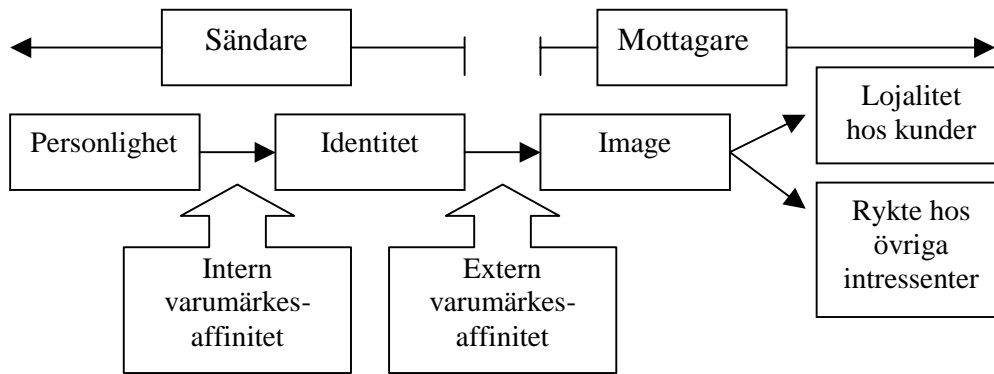 Sändare
Mottagare
Personlighet
Identitet
Image
Lojalitet
hos kunder
Rykte hos
övriga
intressenter
Intern
varumärkes-
affinitet
Extern
varumärkes-
affinitet